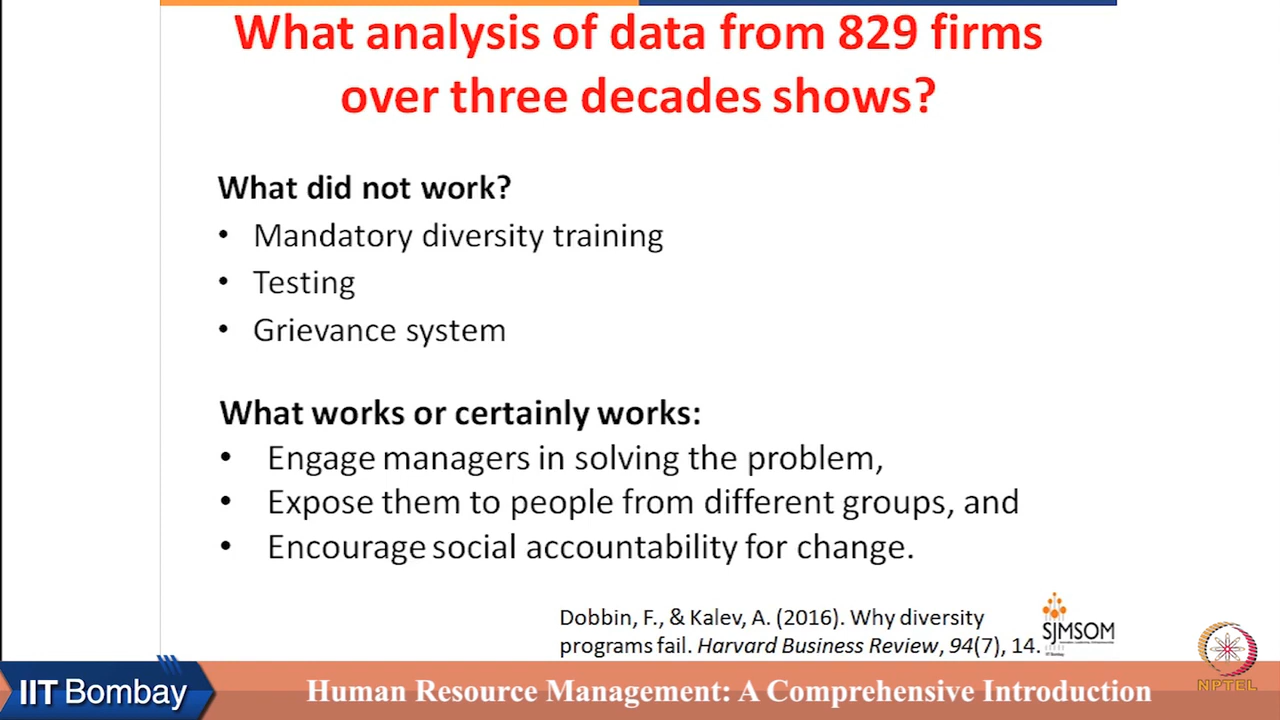 What analysis of data from 829 firms
over three decades shows?
What did not work?
• Mandatory diversity training
• Testing
• Grievance system
What works or certainly works:
• Engage managers in solving the problem,
• Expose them to people from different groups, and
• Encourage social accountability for change.
Dobbin, F., & Kalev, A. (2016). Why diversity
programs fail. Harvard Business Review, 94(7), 14.
SJMSOM
IIT Bombay
Human Resource Management: A Comprehensive Introduction
NPTEL